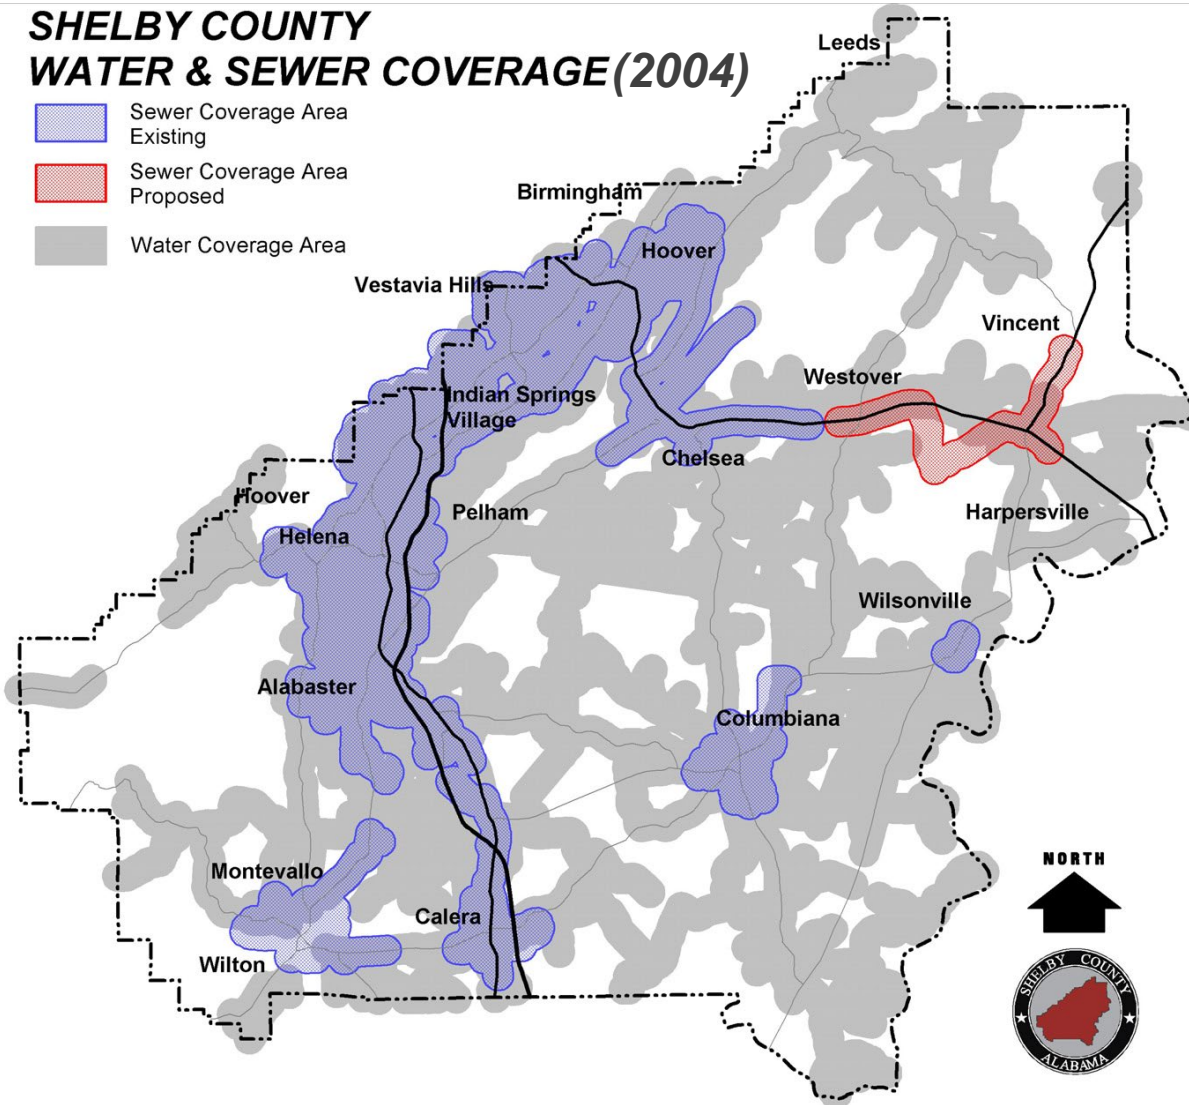 SHELBY COUNTY
WATER & SEWER COVERAGE (2004)
Sewer Coverage Area
Existing
Sewer Coverage Area
Proposed
Water Coverage Area
Leeds
Birmingham
Hoover
Vestavia Hills
Vincent
Westover
Indian Springs
Village
Chelsea
Hoover
Pelham
Harpersville
Helena
Wilsonville
Alabaster
Columbiana
Montevallo
Calera
Wilton
NORTH
SHELBY COUNTY
ALABAMA